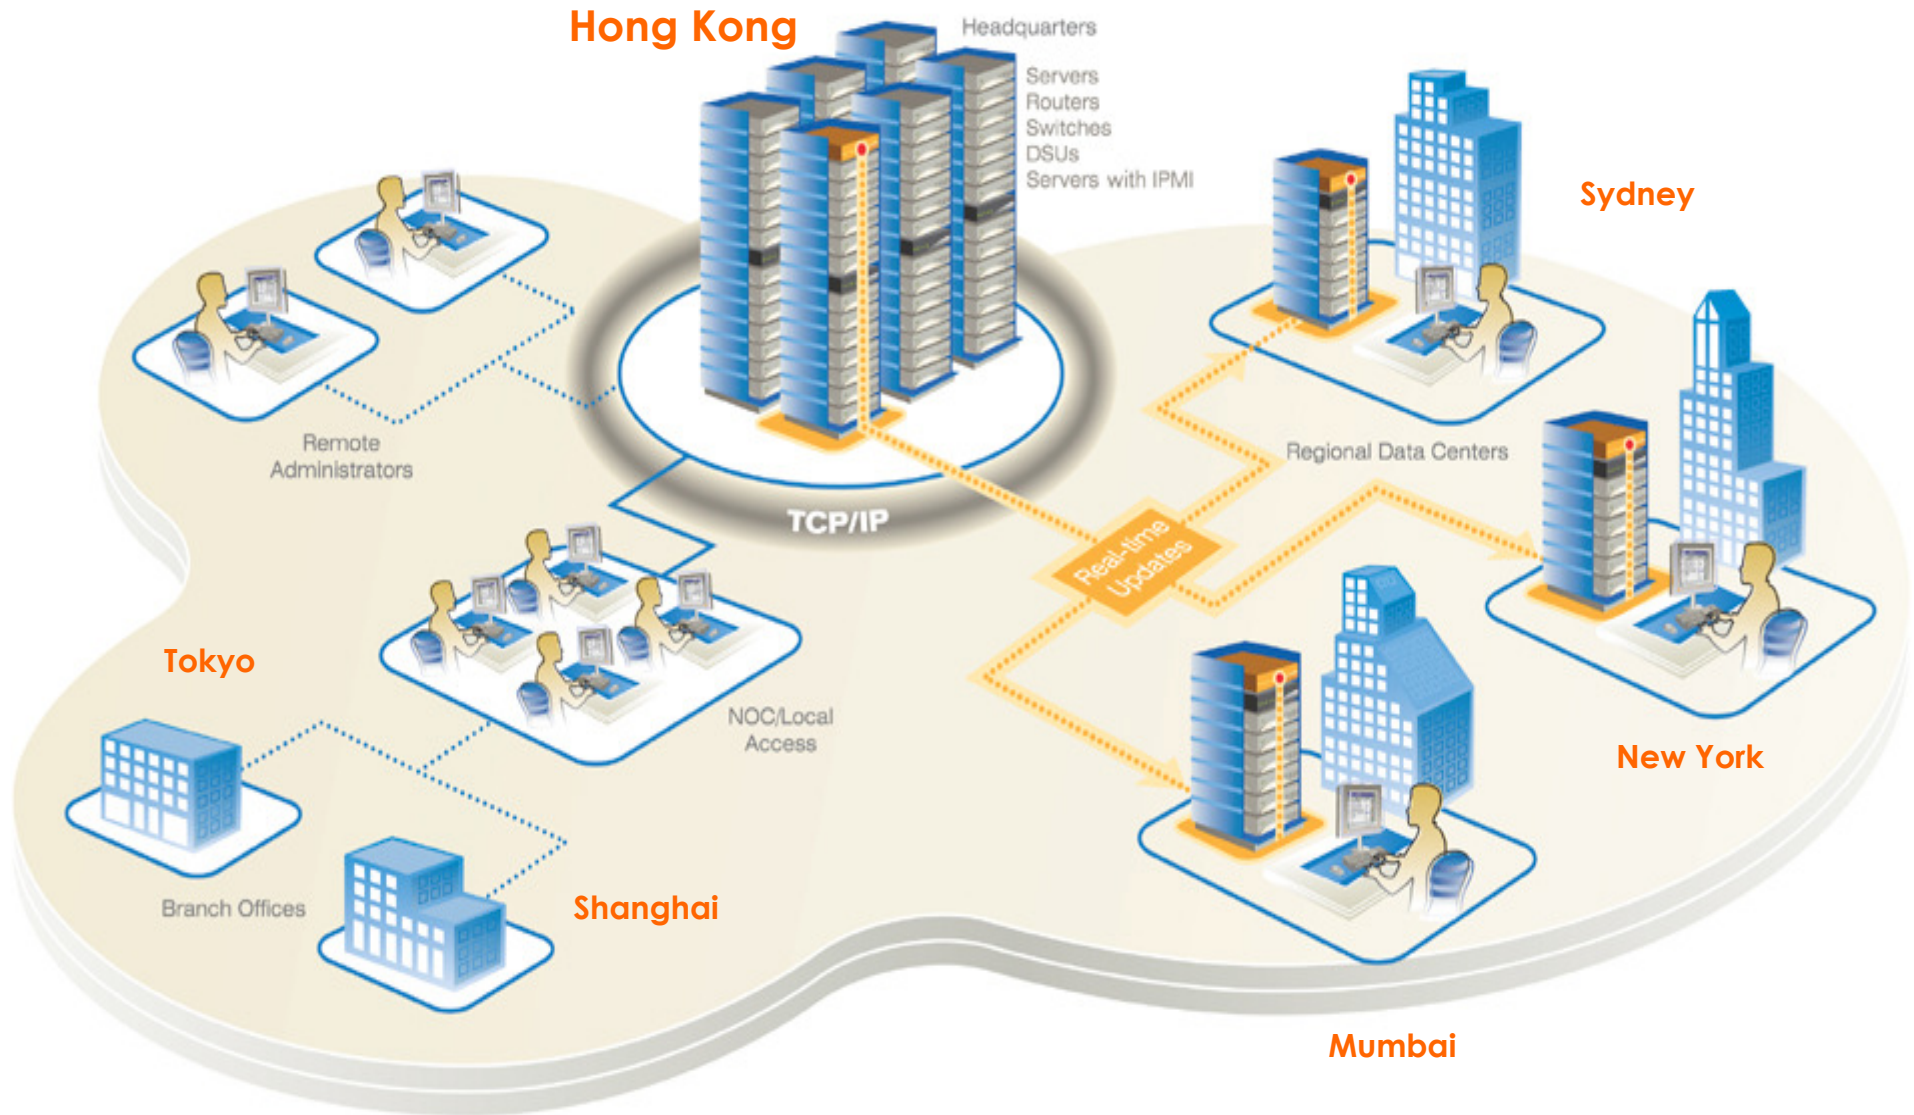 Hong Kong
Headquarters
Servers
Routers
Switches
DSUs
Servers with IPMI
Sydney
Remote
Administrators
Regional Data Centers
TCP/IP
Real-time
Updates
Tokyo
NOC/Local
Access
New York
Branch Offices
Shanghai
Mumbai